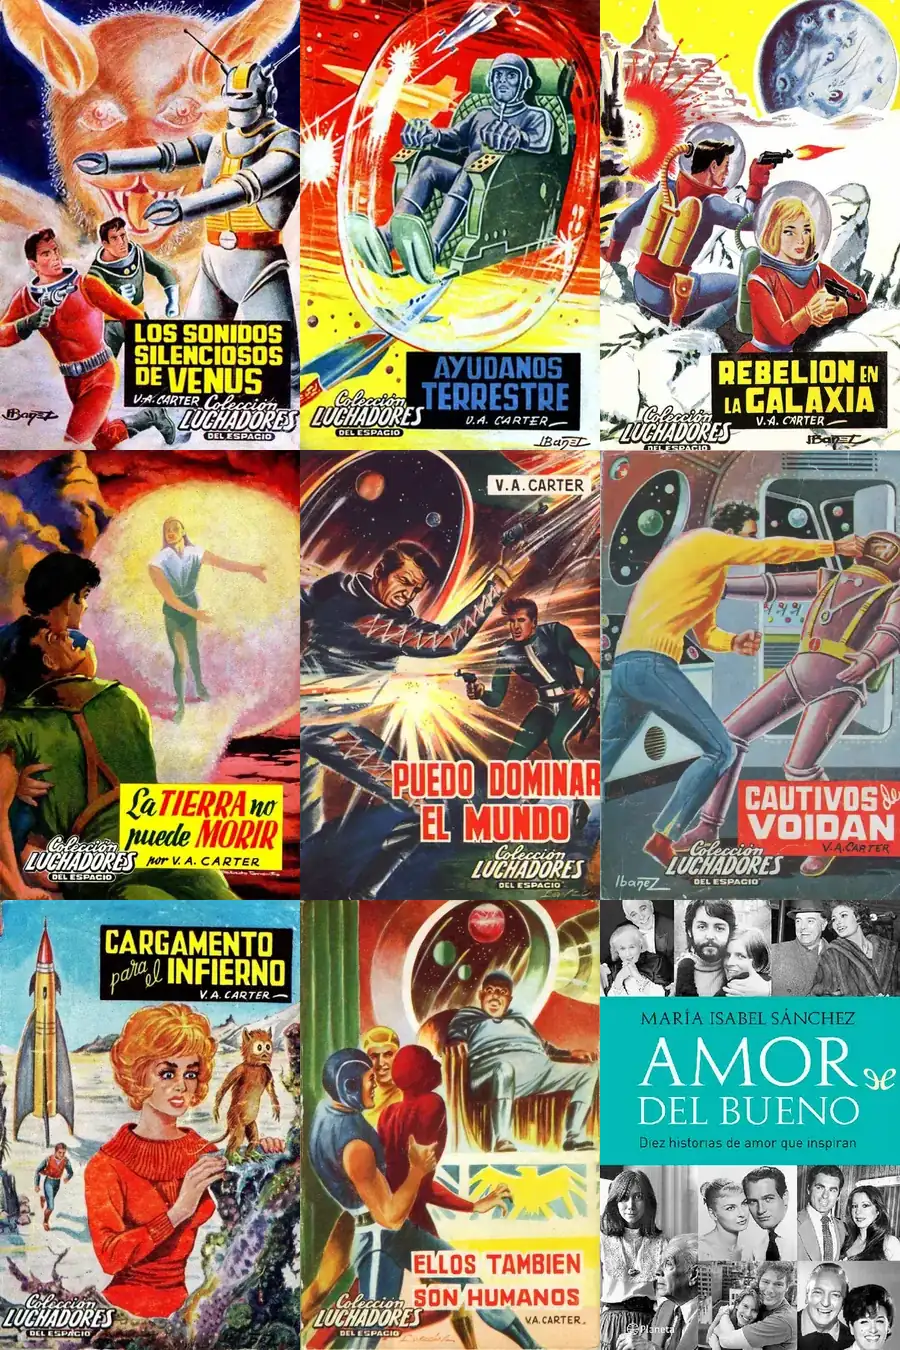 LOS SONIDOS
SILENCIOSOS
DE VENUS
V.A. CARTER
Colección
LUCHADORES
DEL ESPACIO
IBañEZ
AYUDANOS
TERRESTRE
V.A. CARTER
Colección
LUCHADORES
DEL ESPACIO
IBañEZ
REBELION EN
LA GALAXIA
V.A. CARTER
Colección
LUCHADORES
DEL ESPACIO
IBañEZ
La TIERRA no
puede MORIR
por V.A. CARTER
Colección
LUCHADORES
DEL ESPACIO
V.A. CARTER
PUEDO DOMINAR
EL MUNDO
Colección
LUCHADORES
DEL ESPACIO
CAUTIVOS de
VOIDAN
V.A. CARTER
Colección
LUCHADORES
DEL ESPACIO
IbañEZ
CARGAMENTO
para el INFIERNO
V.A. CARTER
Colección
LUCHADORES
DEL ESPACIO
ELLOS TAMBIEN
SON HUMANOS
V.A. CARTER
Colección
LUCHADORES
DEL ESPACIO
MARÍA ISABEL SÁNCHEZ
AMOR
DEL BUENO
Diez historias de amor que inspiran
Planeta